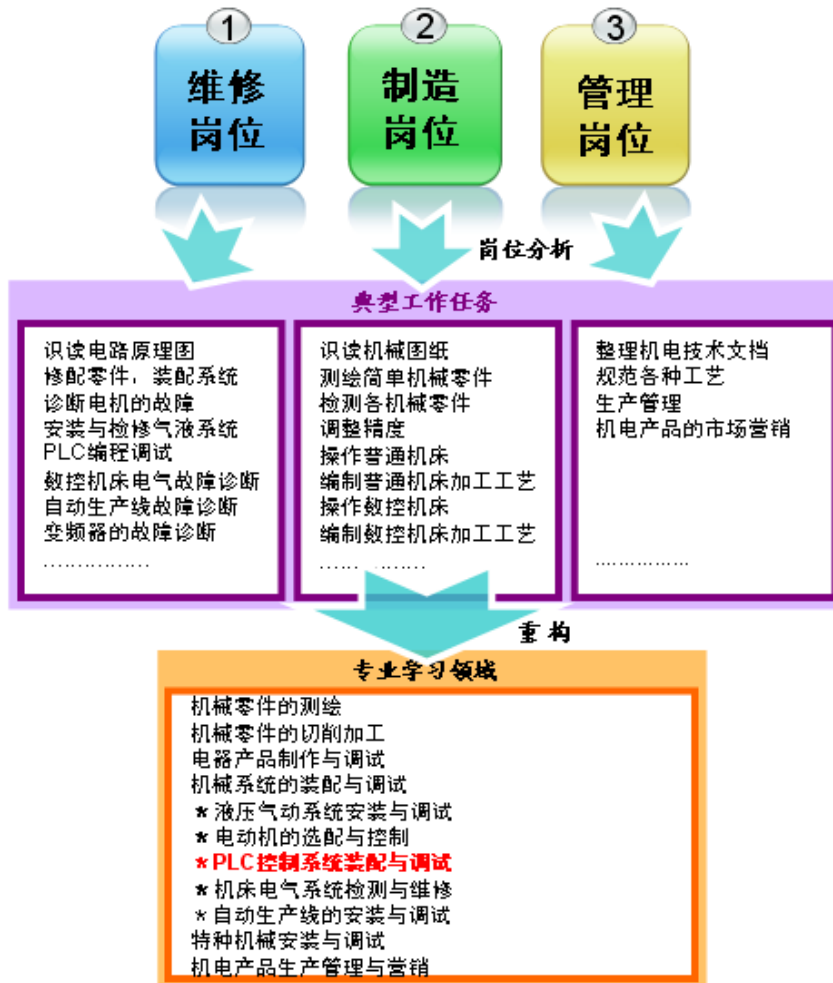 1
维修
岗位
2
制造
岗位
3
管理
岗位
岗位分析
典型工作任务
识读电路原理图
修配零件，装配系统
诊断电机的故障
安装与检修气液系统
PLC编程调试
数控机床电气故障诊断
自动生产线故障诊断
变频器的故障诊断
................
识读机械图纸
测绘简单机械零件
检测各机械零件
调整精度
操作普通机床
编制普通机床加工工艺
操作数控机床
编制数控机床加工工艺
................
整理机电技术文档
规范各种工艺
生产管理
机电产品的市场营销
................
重 构
专业学习领域
机械零件的测绘
机械零件的切削加工
电器产品制作与调试
机械系统的装配与调试
*液压气动系统安装与调试
*电动机的选配与控制
*PLC控制系统装配与调试
*机床电气系统检测与维修
*自动生产线的安装与调试
特种机械安装与调试
机电产品生产管理与营销